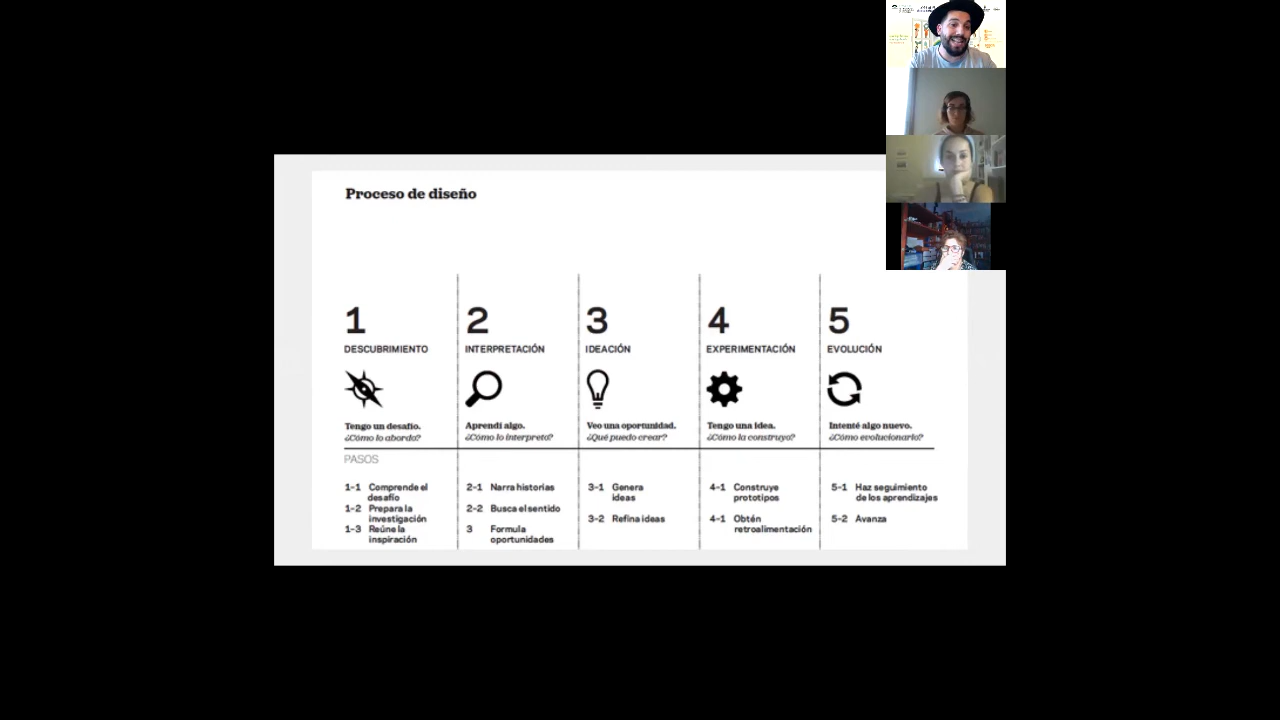 Proceso de diseño
1
DESCUBRIMIENTO
Tengo un desafío.
¿Cómo lo abordo?
2
INTERPRETACIÓN
Aprendí algo.
¿Cómo lo interpreto?
3
IDEACIÓN
Veo una oportunidad.
¿Qué puedo crear?
4
EXPERIMENTACIÓN
Tengo una idea.
¿Cómo la construyo?
5
EVOLUCIÓN
Intenté algo nuevo.
¿Cómo evolucionarlo?
PASOS
1-1 Comprende el
desafío
1-2 Prepara la
investigación
1-3 Reúne la
inspiración
2-1 Narra historias
2-2 Busca el sentido
3 Formula
oportunidades
3-1 Genera
ideas
3-2 Refina ideas
4-1 Construye
prototipos
4-1 Obtén
retroalimentación
5-1 Haz seguimiento
de los aprendizajes
5-2 Avanza